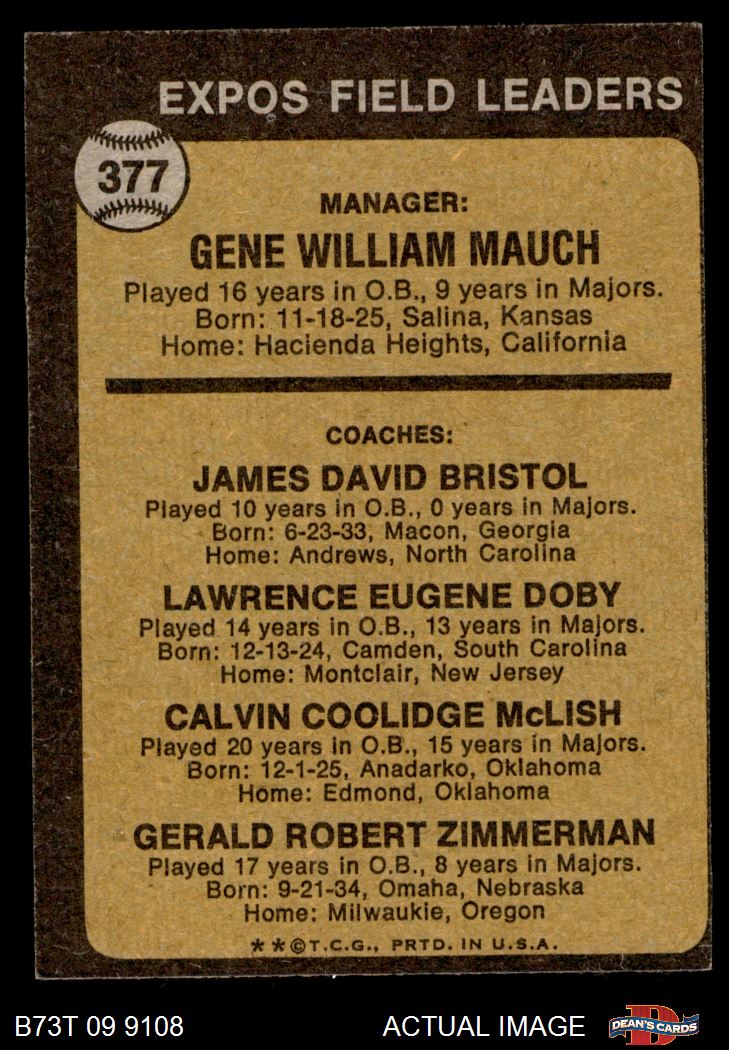 EXPOS FIELD LEADERS
377
MANAGER:
GENE WILLIAM MAUCH
Played 16 years in O.B., 9 years in Majors.
Born: 11-18-25, Salina, Kansas
Home: Hacienda Heights, California
COACHES:
JAMES DAVID BRISTOL
Played 10 years in O.B., 0 years in Majors.
Born: 6-23-33, Macon, Georgia
Home: Andrews, North Carolina
LAWRENCE EUGENE DOBY
Played 14 years in O.B., 13 years in Majors.
Born: 12-13-24, Camden, South Carolina
Home: Montclair, New Jersey
CALVIN COOLIDGE McLISH
Played 20 years in O.B., 15 years in Majors.
Born: 12-1-25, Anadarko, Oklahoma
Home: Edmond, Oklahoma
GERALD ROBERT ZIMMERMAN
Played 17 years in O.B., 8 years in Majors.
Born: 9-21-34, Omaha, Nebraska
Home: Milwaukie, Oregon
* * © T.C.G., PRTD. IN U.S.A.
B73T 09 9108 ACTUAL IMAGE D DEAN'S CARDS